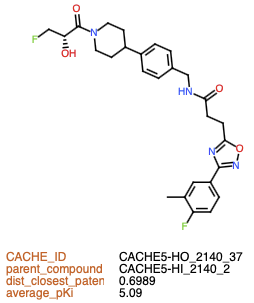 O
N
F
OH
HN
O
N
O
N
F
CACHE_ID CACHE5-HO_2140_37
parent_compound CACHE5-HI_2140_2
dist_closest_paten 0.6989
average_pKi 5.09